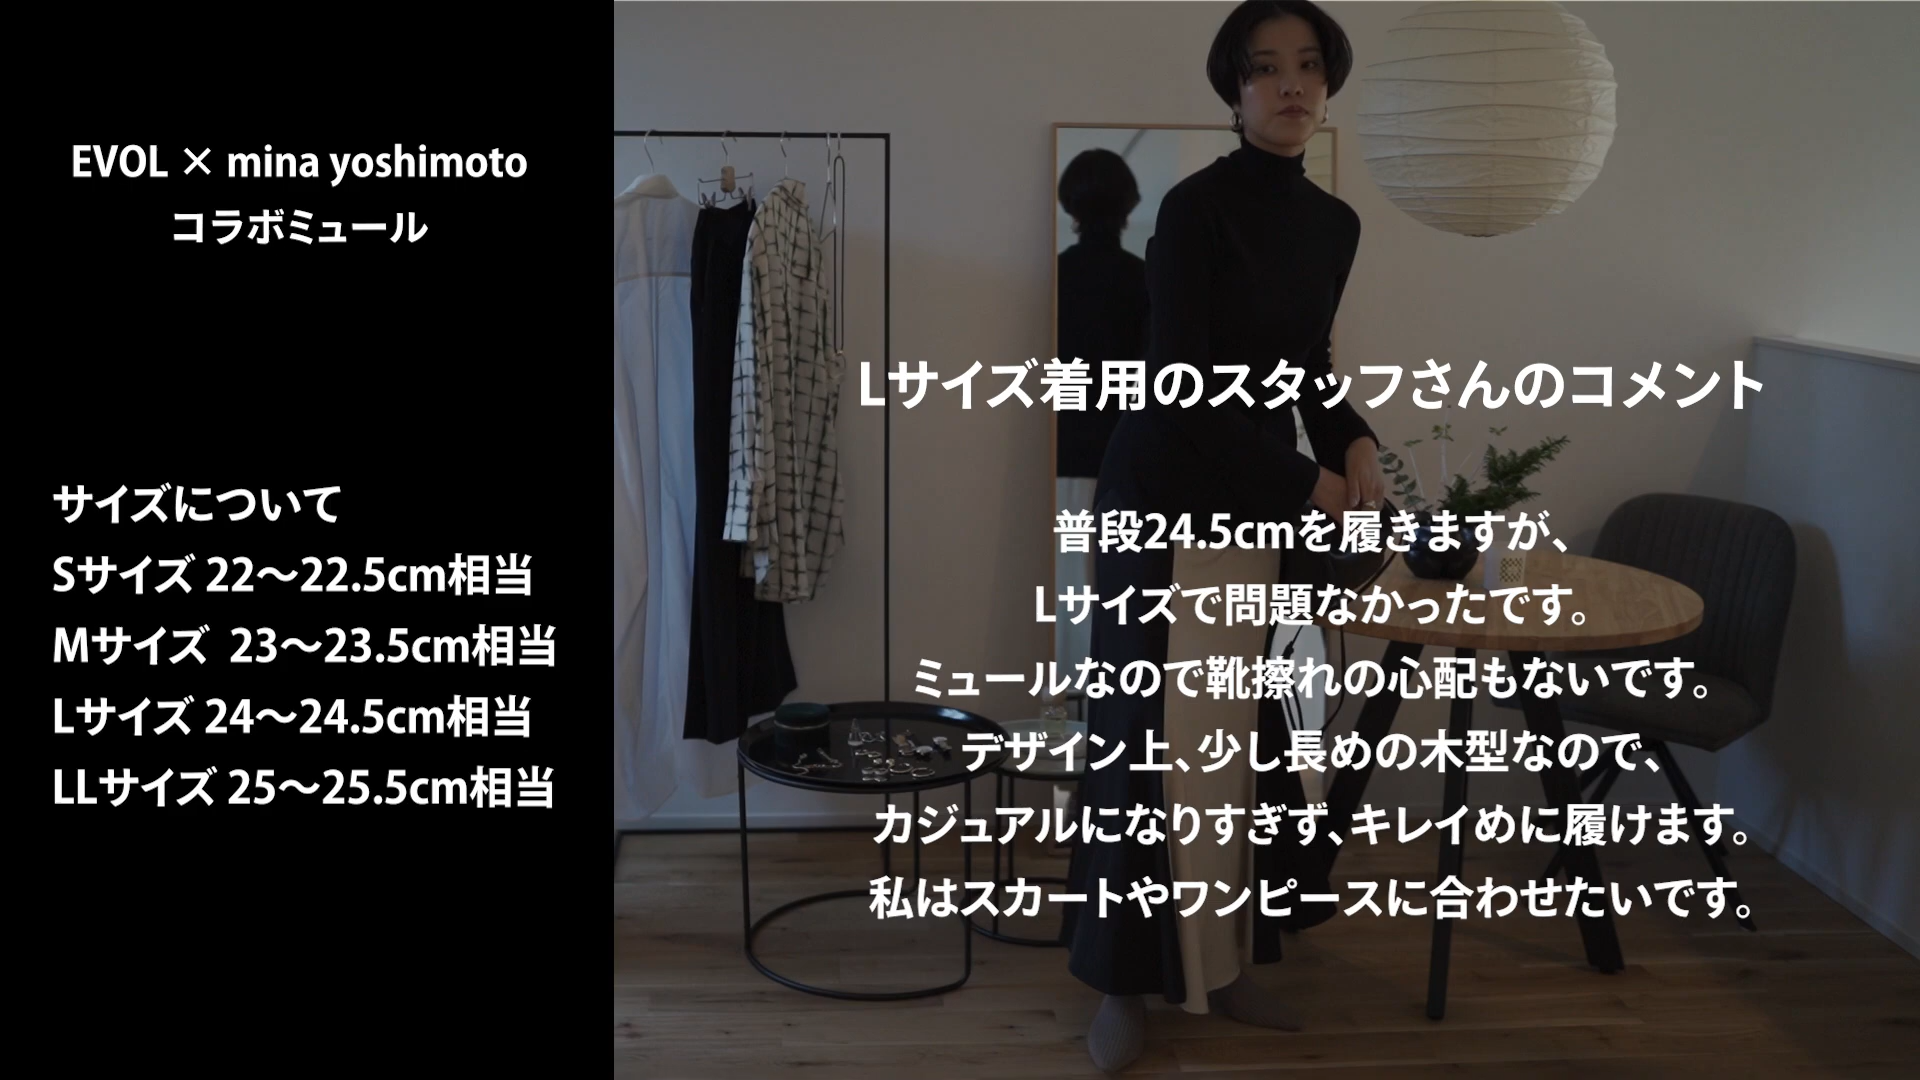 EVOL × mina yoshimoto
コラボミュール
サイズについて
Sサイズ 22～22.5cm相当
Mサイズ 23～23.5cm相当
Lサイズ 24～24.5cm相当
LLサイズ 25～25.5cm相当
Lサイズ着用のスタッフさんのコメント
普段24.5cmを履きますが、
Lサイズで問題なかったです。
ミュールなので靴擦れの心配もないです。
デザイン上、少し長めの木型なので、
カジュアルになりすぎず、キレイめに履けます。
私はスカートやワンピースに合わせたいです。